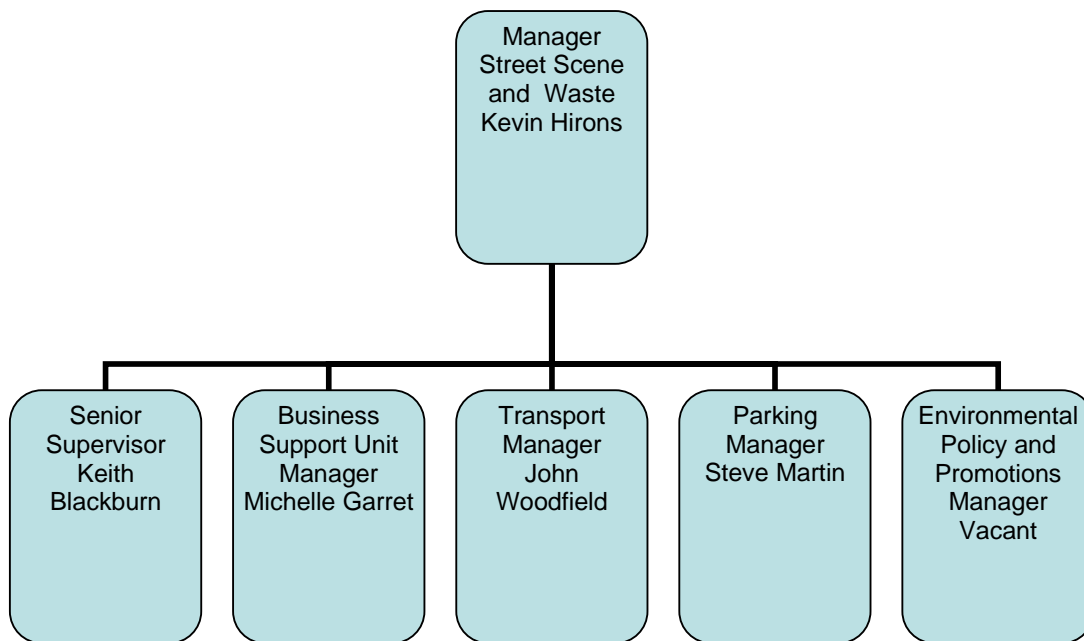 Manager
Street Scene
and Waste
Kevin Hirons
Senior
Supervisor
Keith
Blackburn
Business
Support Unit
Manager
Michelle Garret
Transport
Manager
John
Woodfield
Parking
Manager
Steve Martin
Environmental
Policy and
Promotions
Manager
Vacant